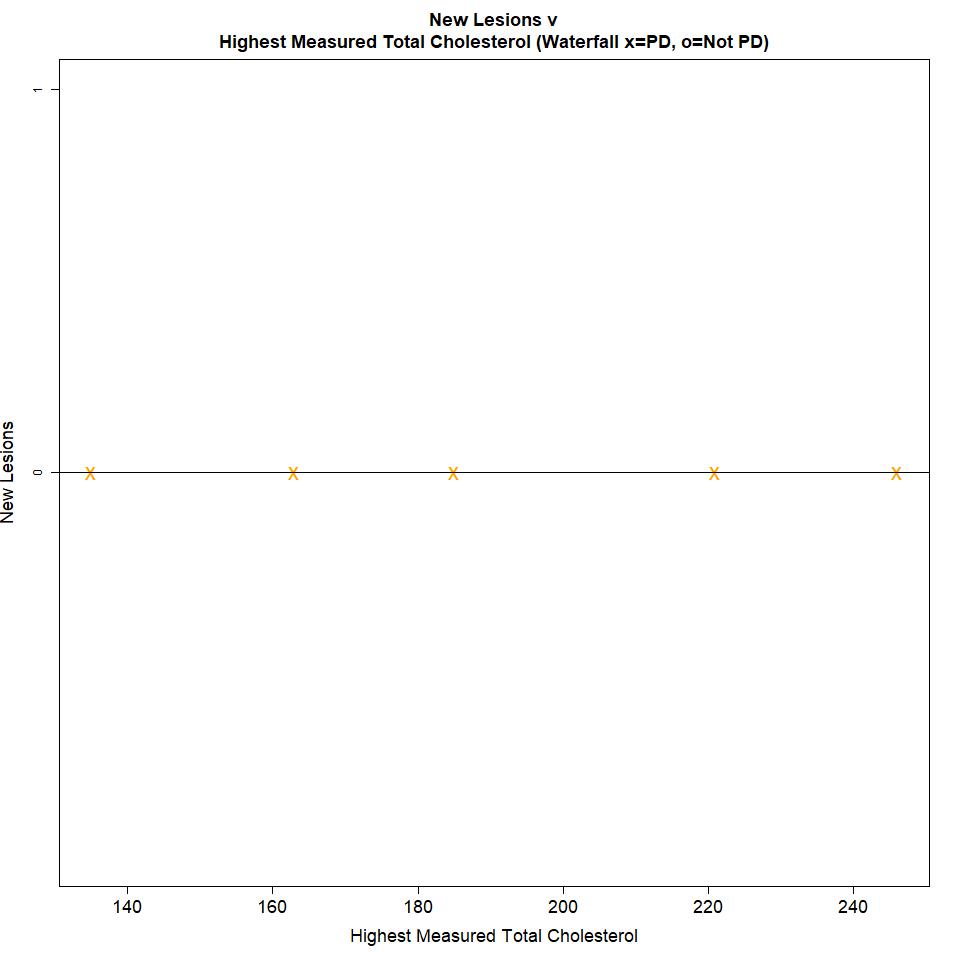 New Lesions v
Highest Measured Total Cholesterol (Waterfall x=PD, o=Not PD)
1
0
New Lesions
x x x x x
140 160 180 200 220 240
Highest Measured Total Cholesterol